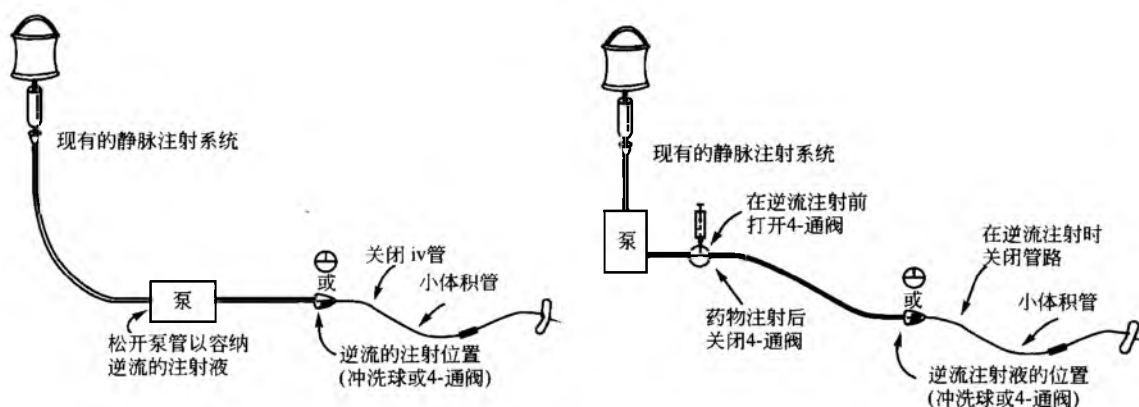 现有的静脉注射系统
关闭 iv管
或
小体积管
泵
松开泵管以容纳
逆流的注射液
逆流的注射位置
(冲洗球或4-通阀)
现有的静脉注射系统
在逆流注射前
打开4-通阀
在逆流注射时
关闭管路
泵
或
小体积管
药物注射后
关闭4-通阀
逆流注射液的位置
(冲洗球或4-通阀)